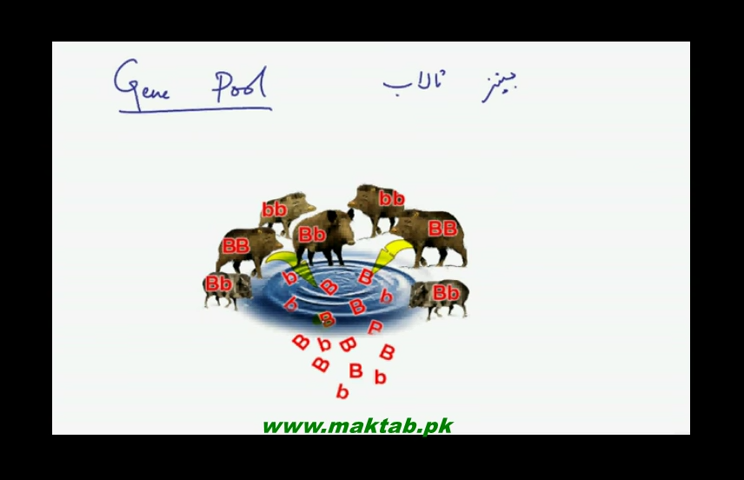 Gene Pool جینز تالاب
bb bb
Bb BB
BB
Bb Bb
b B B b
b B B
B
B b B B
B B b
b
www.maktab.pk